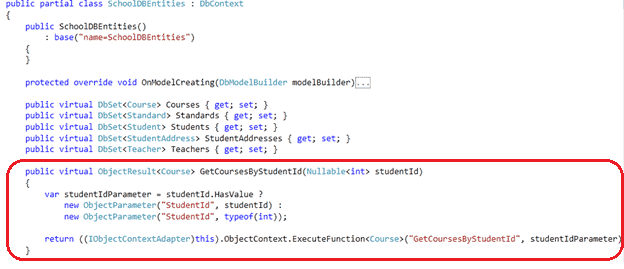 public partial class SchoolDBEntities : DbContext
{
public SchoolDBEntities()
: base("name=SchoolDBEntities")
{
}
protected override void OnModelCreating(DbModelBuilder modelBuilder)...
public virtual DbSet<Course> Courses { get; set; }
public virtual DbSet<Standard> Standards { get; set; }
public virtual DbSet<Student> Students { get; set; }
public virtual DbSet<StudentAddress> StudentAddresses { get; set; }
public virtual DbSet<Teacher> Teachers { get; set; }
public virtual ObjectResult<Course> GetCoursesByStudentId(Nullable<int> studentId)
{
var studentIdParameter = studentId.HasValue ?
new ObjectParameter("StudentId", studentId) :
new ObjectParameter("StudentId", typeof(int));
return ((IObjectContextAdapter)this).ObjectContext.ExecuteFunction<Course>("GetCoursesByStudentId", studentIdParameter)
}